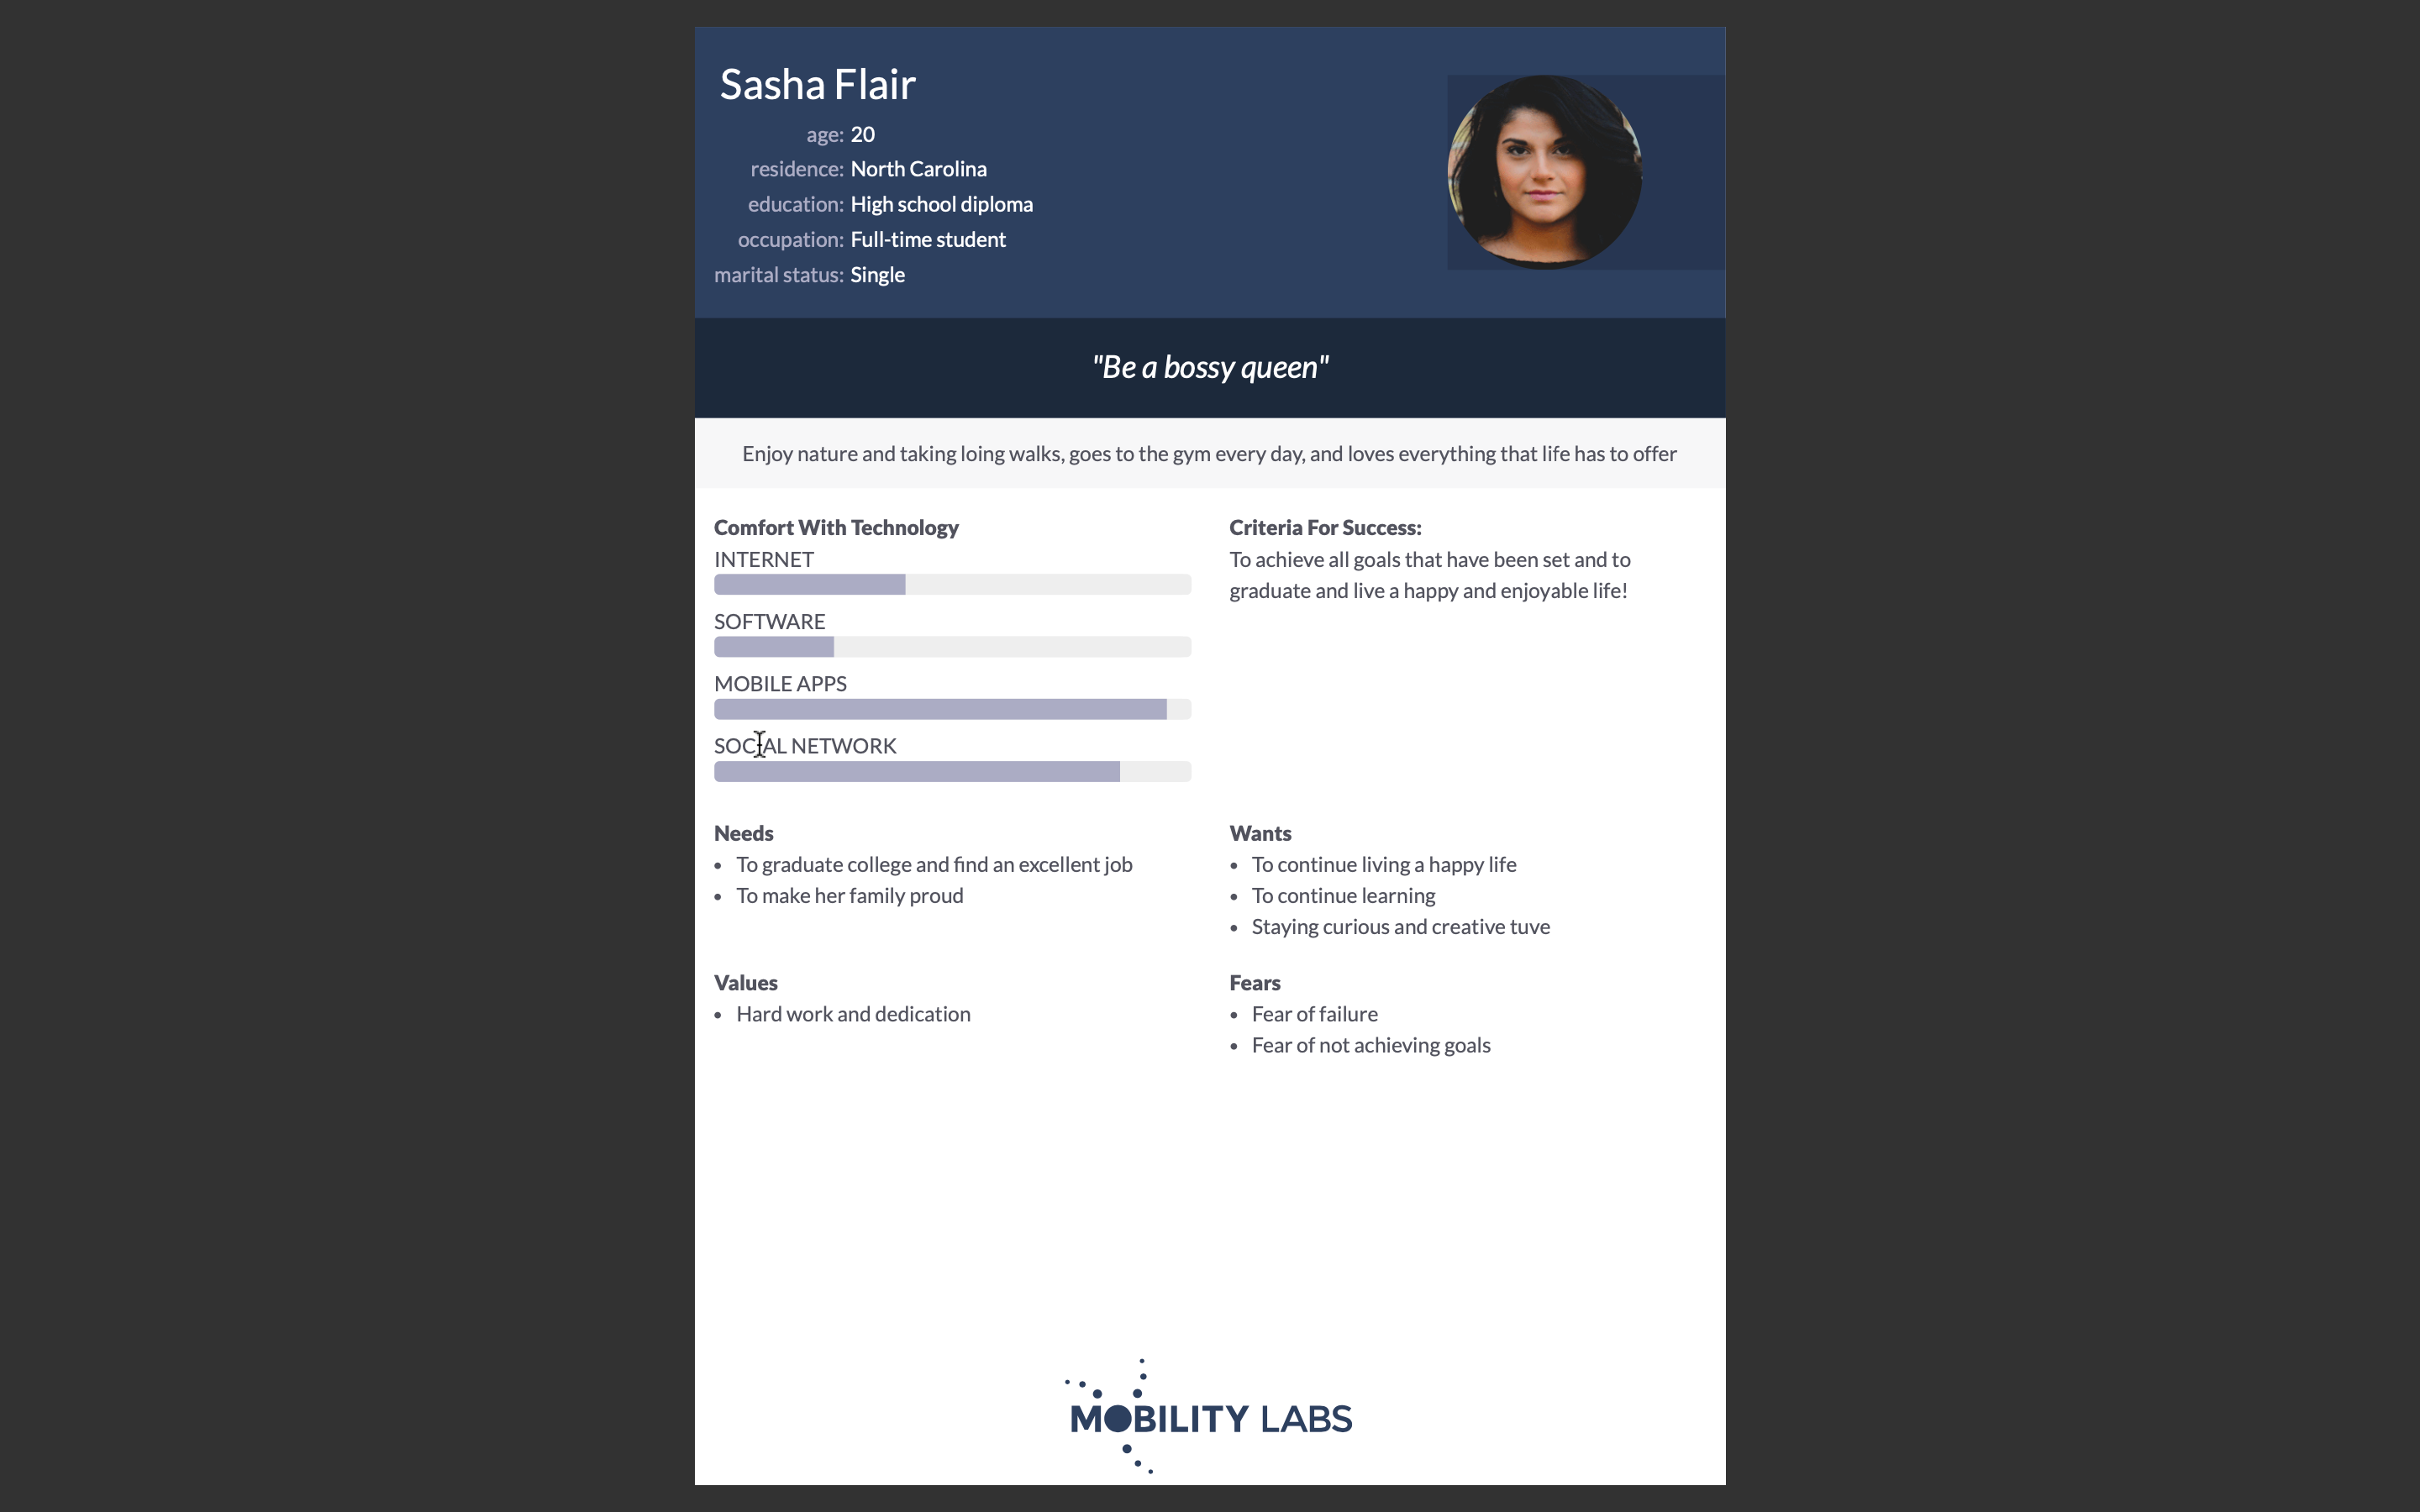 Sasha Flair
age: 20
residence: North Carolina
education: High school diploma
occupation: Full-time student
marital status: Single
"Be a bossy queen"
Enjoy nature and taking loing walks, goes to the gym every day, and loves everything that life has to offer
Comfort With Technology
INTERNET
SOFTWARE
MOBILE APPS
SOCIAL NETWORK
Criteria For Success:
To achieve all goals that have been set and to
graduate and live a happy and enjoyable life!
Needs
• To graduate college and find an excellent job
• To make her family proud
Wants
• To continue living a happy life
• To continue learning
• Staying curious and creative tuve
Values
• Hard work and dedication
Fears
• Fear of failure
• Fear of not achieving goals
MOBILITY LABS